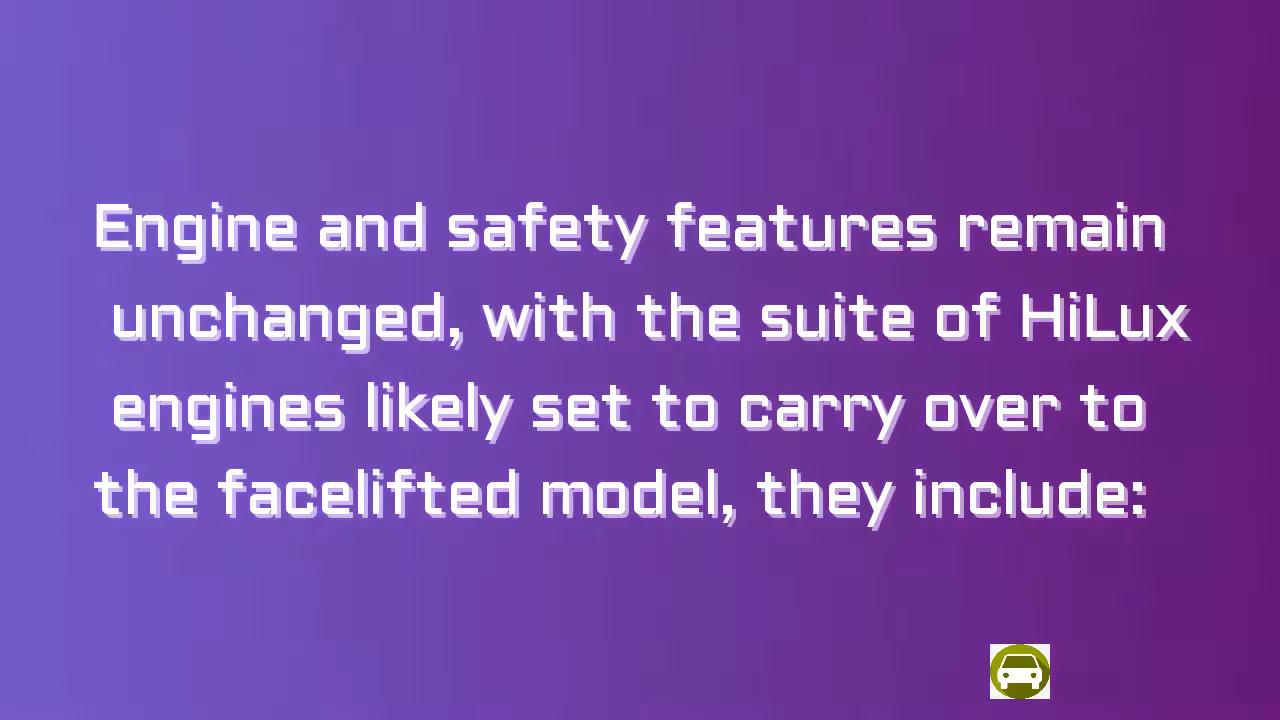 Engine and safety features remain
unchanged, with the suite of HiLux
engines likely set to carry over to
the facelifted model, they include: